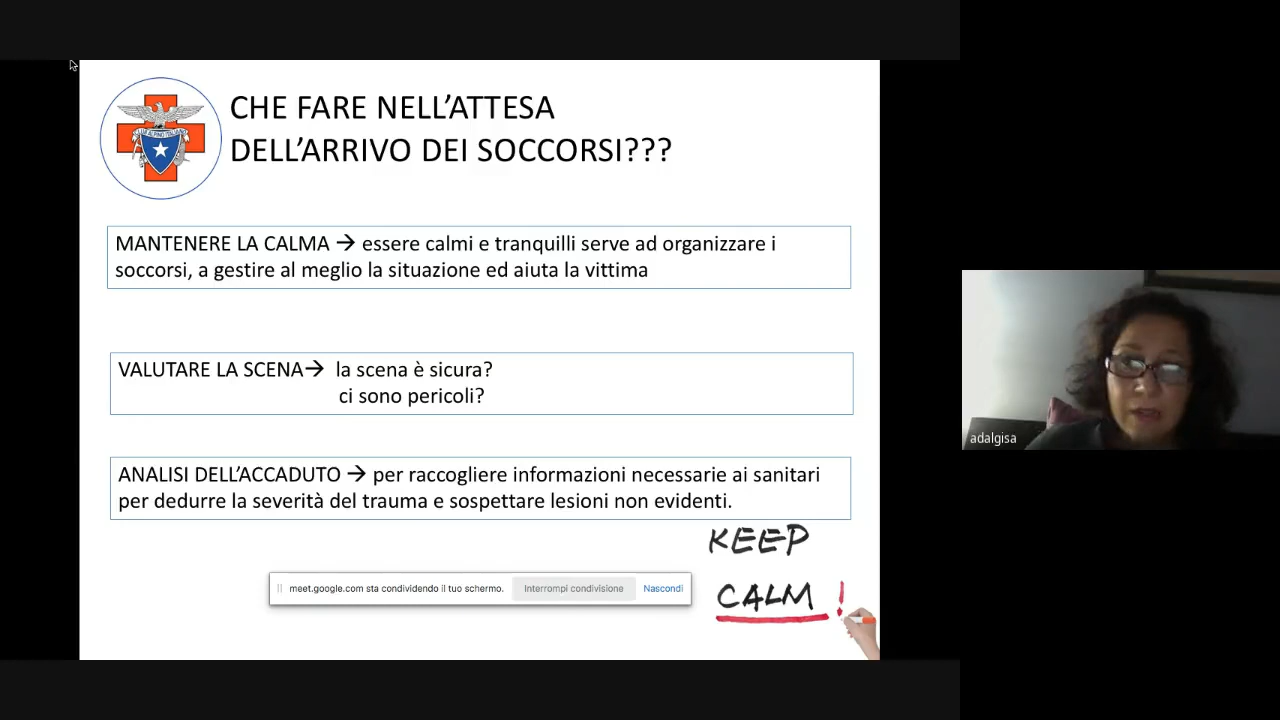 CHE FARE NELL’ATTESA
DELL’ARRIVO DEI SOCCORSI???
MANTENERE LA CALMA → essere calmi e tranquilli serve ad organizzare i
soccorsi, a gestire al meglio la situazione ed aiuta la vittima
VALUTARE LA SCENA→ la scena è sicura?
ci sono pericoli?
ANALISI DELL’ACCADUTO → per raccogliere informazioni necessarie ai sanitari
per dedurre la severità del trauma e sospettare lesioni non evidenti.
KEEP
CALM !
meet.google.com sta condividendo il tuo schermo. Interrompi condivisione Nascondi
adalgisa